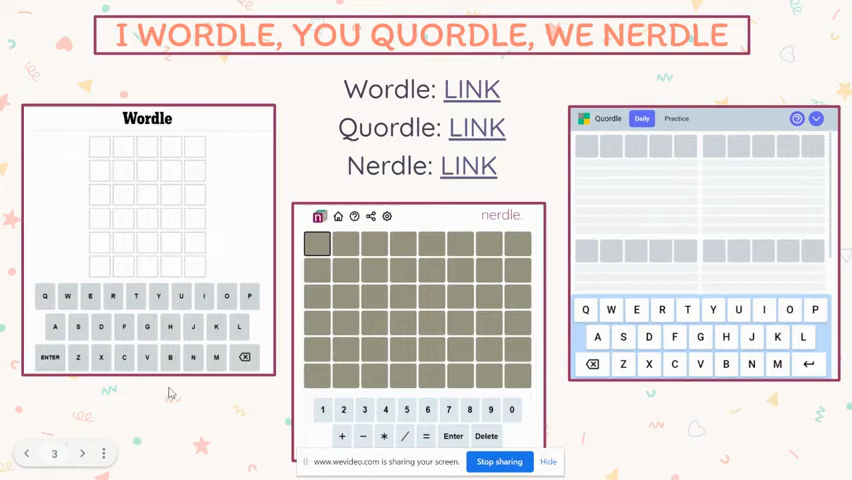 I WORDLE, YOU QUORDLE, WE NERDLE
Wordle: LINK
Quordle: LINK
Nerdle: LINK
Wordle
Q W E R T Y U I O P
A S D F G H J K L
ENTER Z X C V B N M
n nerdle.
1 2 3 4 5 6 7 8 9 0
+ - * / = Enter Delete
Quordle Daily Practice
Q W E R T Y U I O P
A S D F G H J K L
Z X C V B N M
3
www.wevideo.com is sharing your screen. Stop sharing Hide